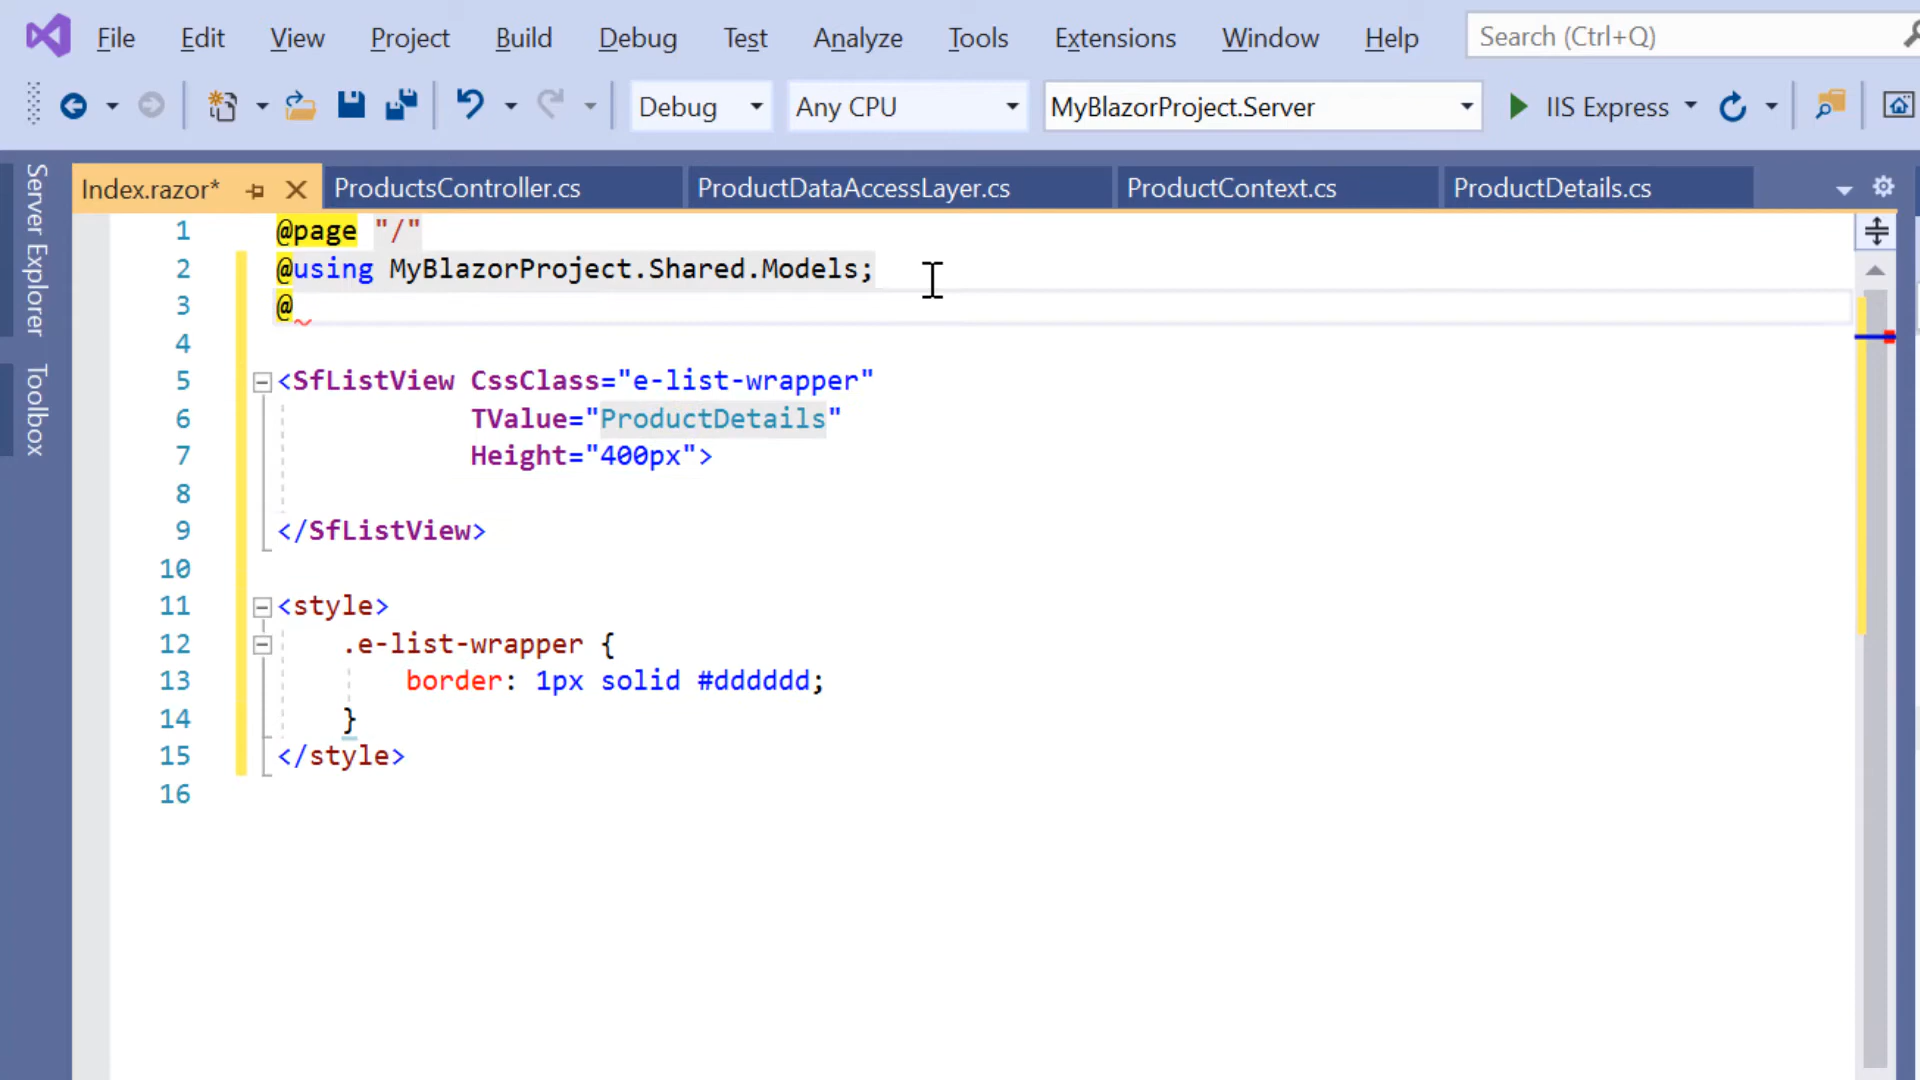 File Edit View Project Build Debug Test Analyze Tools Extensions Window Help Search (Ctrl+Q)
Debug Any CPU MyBlazorProject.Server IIS Express
Server Explorer
Toolbox
Index.razor* ProductsController.cs ProductDataAccessLayer.cs ProductContext.cs ProductDetails.cs
1 @page "/"
2 @using MyBlazorProject.Shared.Models;
3 @
4
5 <SfListView CssClass="e-list-wrapper"
6 TValue="ProductDetails"
7 Height="400px">
8
9 </SfListView>
10
11 <style>
12 .e-list-wrapper {
13 border: 1px solid #dddddd;
14 }
15 </style>
16